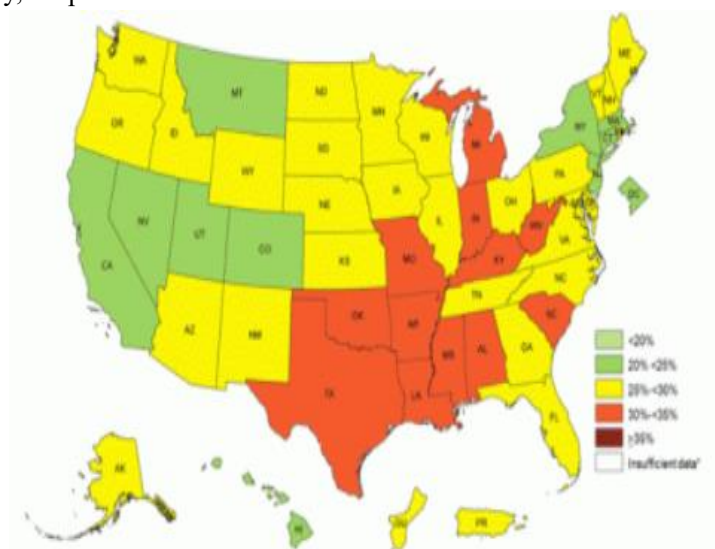 y,
WA
MT
ND
MN
ME
VT
NH
OR
ID
SD
WI
MI
NY
MA
CT
WY
IA
PA
NJ
NE
IL
IN
OH
NV
UT
CO
KS
MO
KY
WV
VA
DC
CA
AZ
NM
OK
AR
TN
NC
SC
TX
LA
MS
AL
GA
FL
AK
HI
GU
PR
<20%
20%-<25%
25%-<30%
30%-<35%
≥35%
Insufficient data*